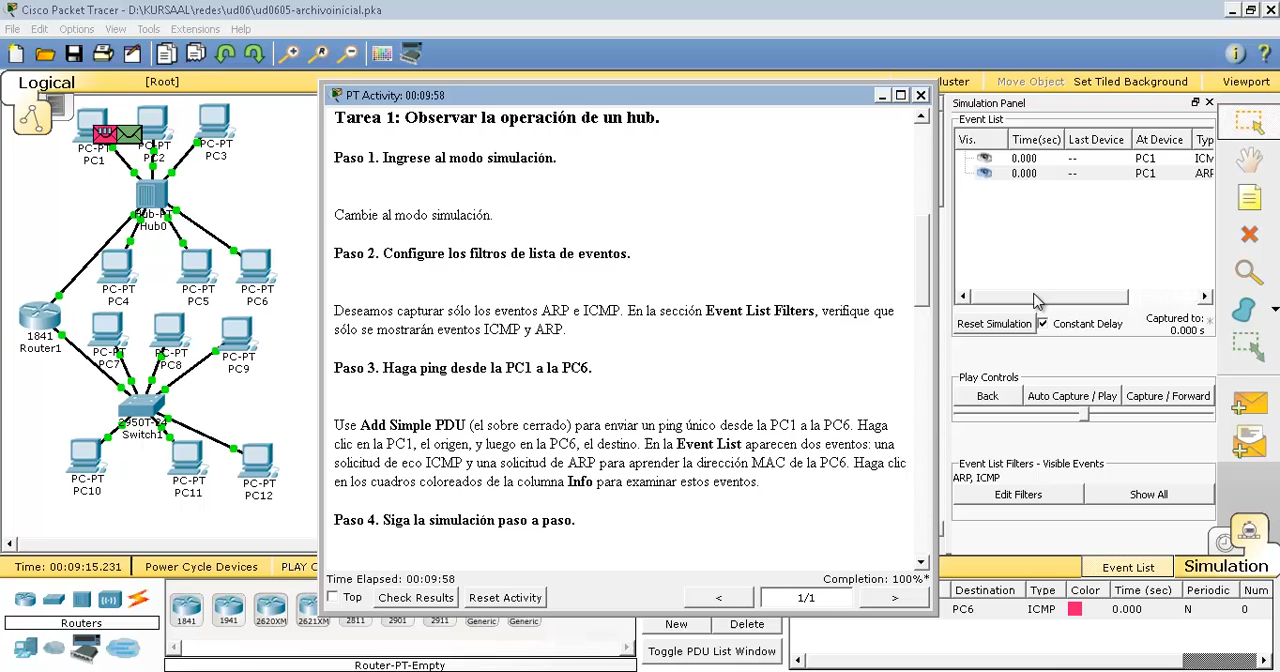 Cisco Packet Tracer - D:\KURSAAL\redes\ud06\ud0605-archivoinicial.pka
File Edit Options View Tools Extensions Help
Logical [Root] Move Object Set Tiled Background Viewport
PT Activity: 00:09:58
Tarea 1: Observar la operación de un hub.
Paso 1. Ingrese al modo simulación.
Cambie al modo simulación.
Paso 2. Configure los filtros de lista de eventos.
Deseamos capturar sólo los eventos ARP e ICMP. En la sección Event List Filters, verifique que
sólo se mostrarán eventos ICMP y ARP.
Paso 3. Haga ping desde la PC1 a la PC6.
Use Add Simple PDU (el sobre cerrado) para enviar un ping único desde la PC1 a la PC6. Haga
clic en la PC1, el origen, y luego en la PC6, el destino. En la Event List aparecen dos eventos: una
solicitud de eco ICMP y una solicitud de ARP para aprender la dirección MAC de la PC6. Haga clic
en los cuadros coloreados de la columna Info para examinar estos eventos.
Paso 4. Siga la simulación paso a paso.
Time Elapsed: 00:09:58 Completion: 100%*
Top Check Results Reset Activity < 1/1 >
PC1
PC-PT
PC2
PC-PT
PC3
Hub-PT
Hub0
PC-PT
PC4
PC-PT
PC5
PC-PT
PC6
1841
Router1
PC-PT
PC7
PC-PT
PC8
PC-PT
PC9
2950T-24
Switch1
PC-PT
PC10
PC-PT
PC11
PC-PT
PC12
Simulation Panel
Event List
Vis. Time(sec) Last Device At Device Typ
0.000 -- PC1 ICM
0.000 -- PC1 ARP
Reset Simulation Constant Delay Captured to: *
0.000 s
Play Controls
Back Auto Capture / Play Capture / Forward
Event List Filters - Visible Events
ARP, ICMP
Edit Filters Show All
Time: 00:09:15.231 Power Cycle Devices PLAY C
Event List Simulation
Routers
1841 1941 2620XM 2621XM 2811 2901 2911 Generic Generic
Router-PT-Empty
New Delete
Toggle PDU List Window
Destination Type Color Time (sec) Periodic Nu
PC6 ICMP 0.000 N 0